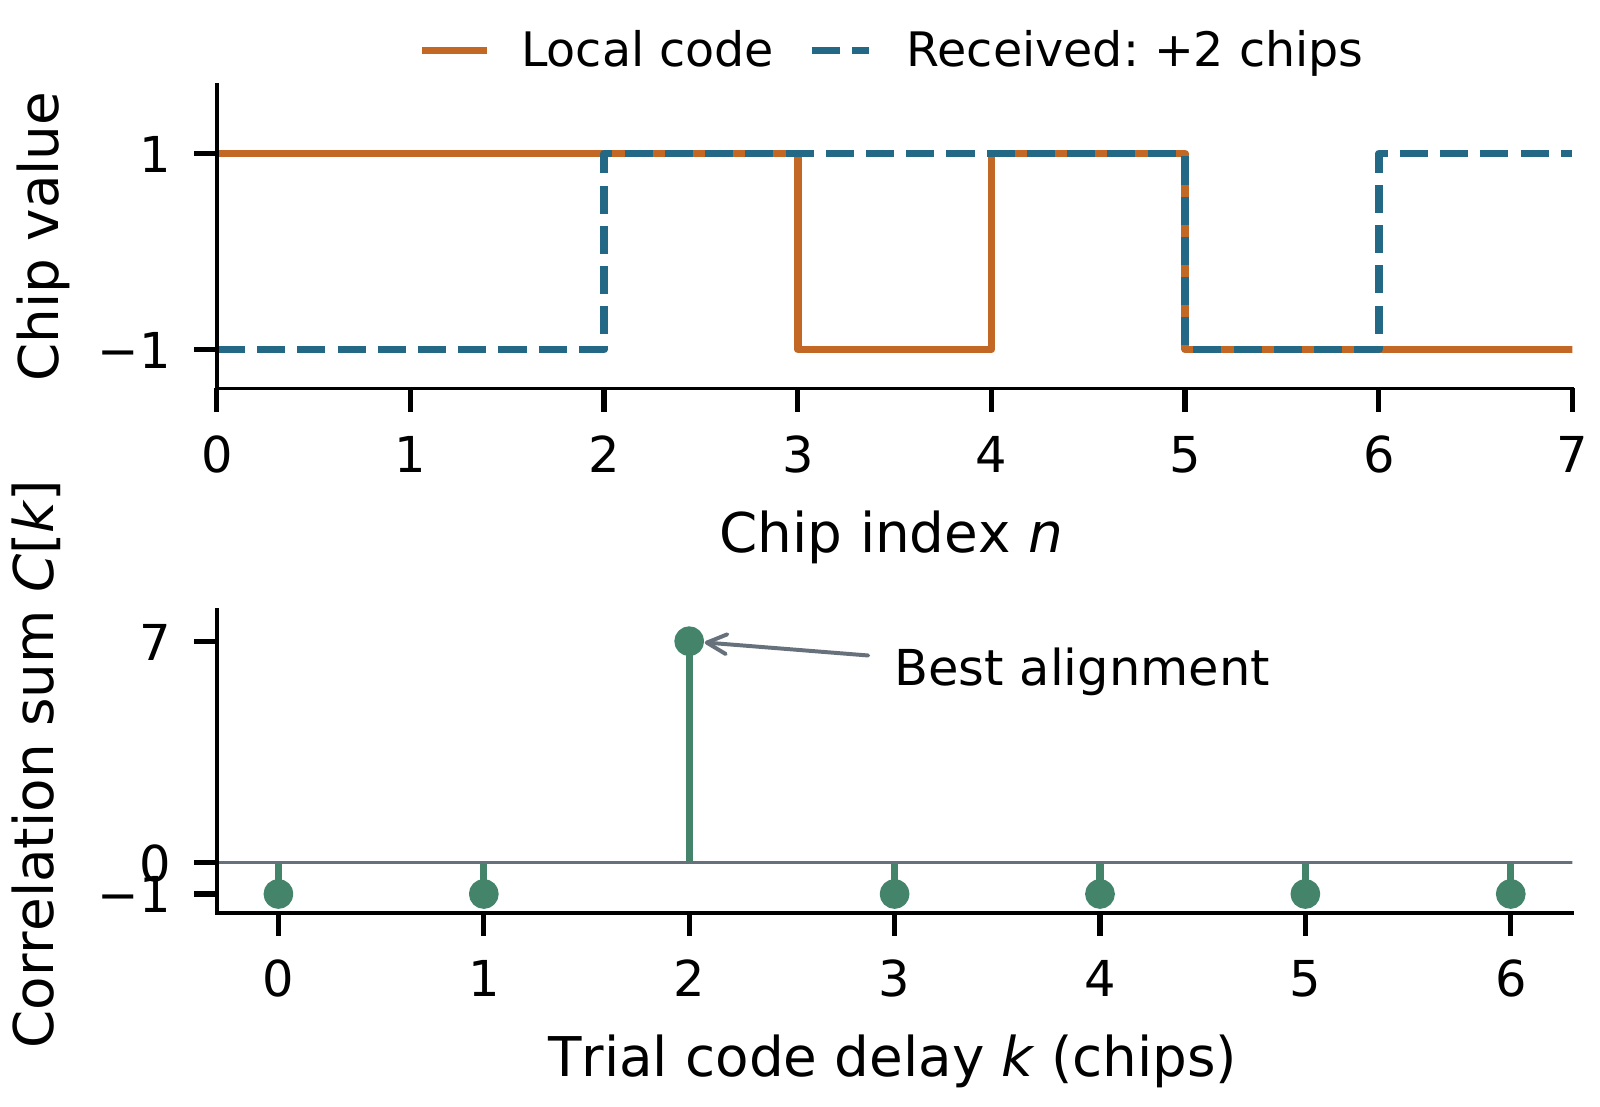 Local code
Received: +2 chips
Chip value
1
−1
0 1 2 3 4 5 6 7
Chip index n
Correlation sum C[k]
7
Best alignment
0
−1
0 1 2 3 4 5 6
Trial code delay k (chips)